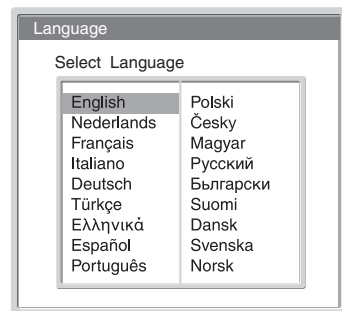 Language
Select Language
English
Nederlands
Français
Italiano
Deutsch
Türkçe
Ελληνικά
Español
Português
Polski
Česky
Magyar
Русский
Бьлгарски
Suomi
Dansk
Svenska
Norsk